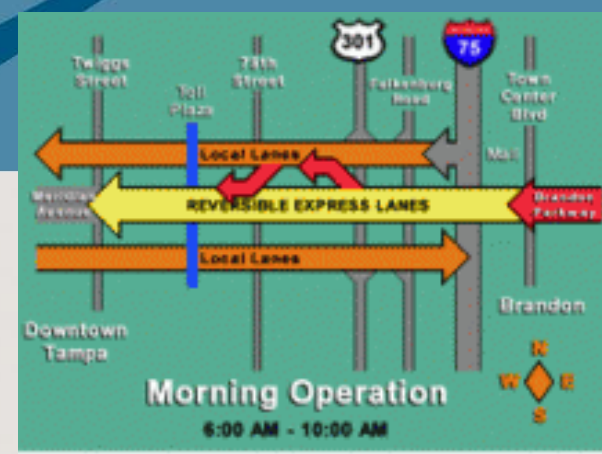 301
75
Twiggs
Street
78th
Street
Falkenburg
Road
Town
Center
Blvd
Toll
Plaza
Local Lanes
Mall
Meridian
Avenue
REVERSIBLE EXPRESS LANES
Brandon
Parkway
Local Lanes
Brandon
Downtown
Tampa
N
W E
S
Morning Operation
6:00 AM - 10:00 AM